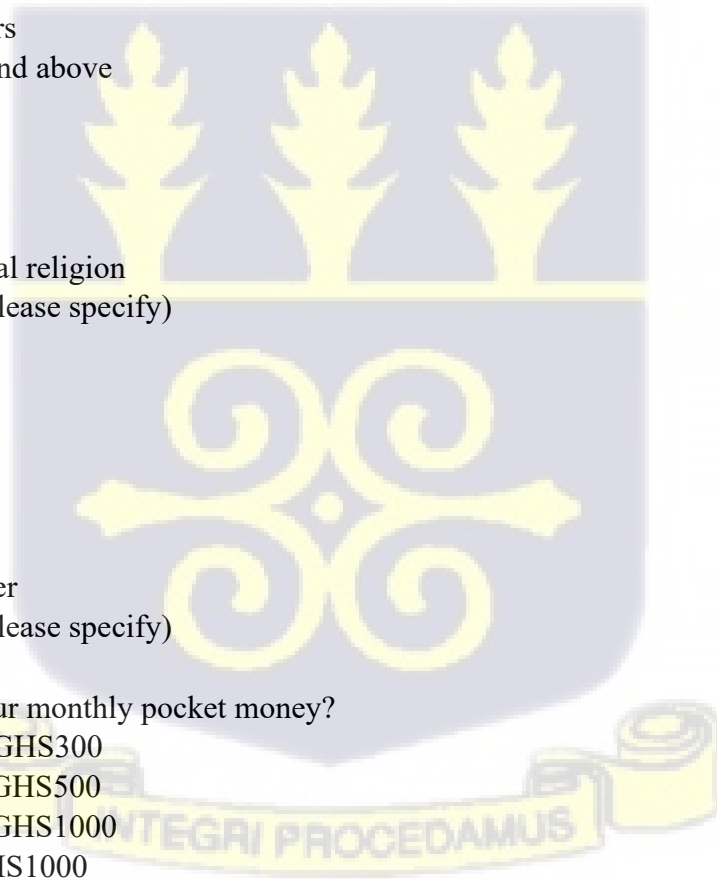 rs
nd above
al religion
lease specify)
er
lease specify)
ur monthly pocket money?
GHS300
GHS500
GHS1000
HS1000
INTEGRI PROCEDAMUS